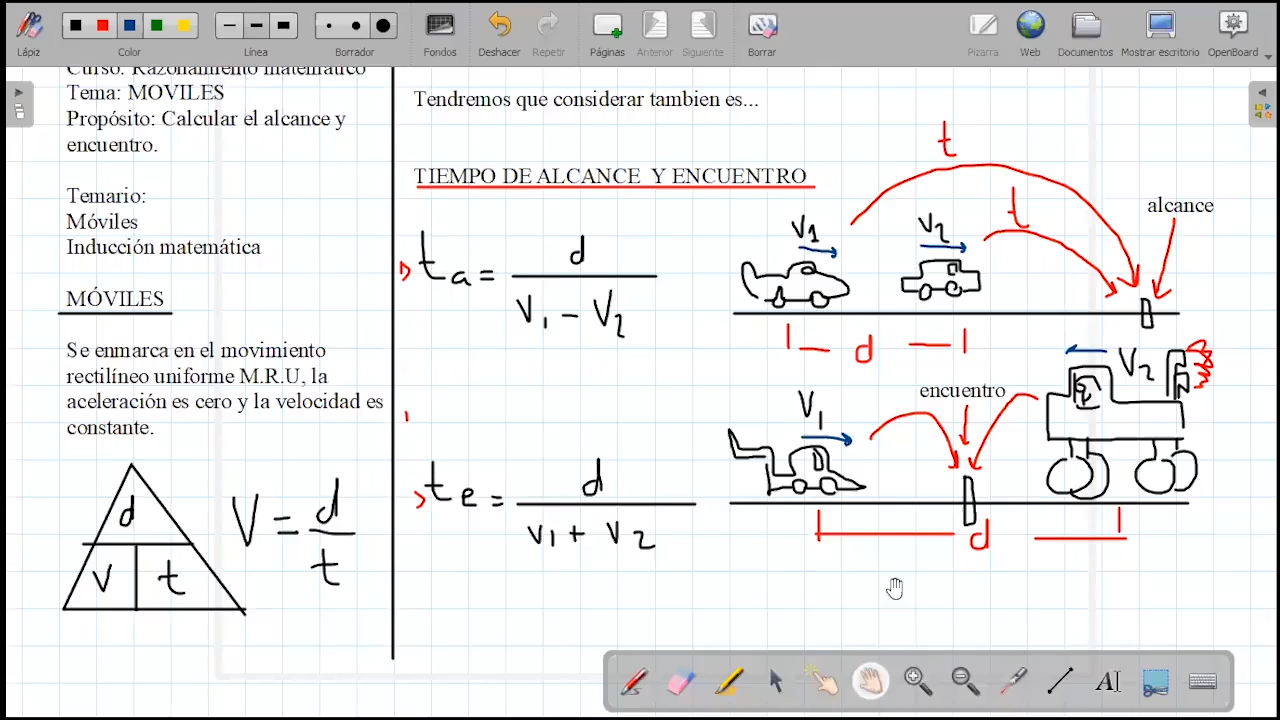 Lápiz
Color
Línea
Borrador
Fondos
Deshacer
Repetir
Páginas
Anterior
Siguiente
Borrar
Pizarra
Web
Documentos
Mostrar escritorio
OpenBoard
Curso: Razonamiento matemático
Tema: MOVILES
Propósito: Calcular el alcance y
encuentro.
Temario:
Móviles
Inducción matemática
MÓVILES
Se enmarca en el movimiento
rectilíneo uniforme M.R.U, la
aceleración es cero y la velocidad es
constante.
d
V t
V = d/t
Tendremos que considerar tambien es...
TIEMPO DE ALCANCE Y ENCUENTRO
ta = d/(V1 - V2)
t
t
alcance
V1
V2
d
te = d/(V1 + V2)
encuentro
V1
V2
d
AI